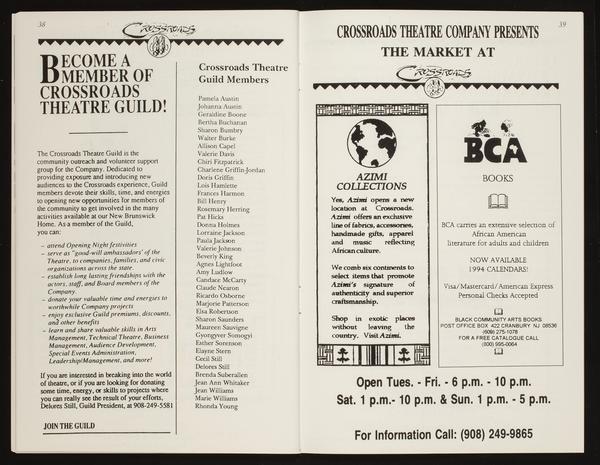 38
CROSSROADS
BECOME A
MEMBER OF
CROSSROADS
THEATRE GUILD!
The Crossroads Theatre Guild is the
community outreach and volunteer support
group for the Company. Dedicated to
providing exposure and introducing new
audiences to the Crossroads experience, Guild
members devote their skills, time, and energies
to opening new opportunities for members of
the community to get involved in the many
activities available at our New Brunswick
Home. As a member of the Guild,
you can:
– attend Opening Night festivities
– serve as "good-will ambassadors' of the
Theatre, to companies, families, and civic
organizations across the state.
– establish long lasting friendships with the
actors, staff, and Board members of the
Company.
– donate your valuable time and energies to
worthwhile Company projects
– enjoy exclusive Guild premiums, discounts,
and other benefits
– learn and share valuable skills in Arts
Management, Technical Theatre, Business
Management, Audience Development,
Special Events Administration,
Leadership/Management, and more!
If you are interested in breaking into the world
of theatre, or if you are looking for donating
some time, energy, or skills to projects where
you can really see the result of your efforts,
Delores Still, Guild President, at 908-249-5581
JOIN THE GUILD
Crossroads Theatre
Guild Members
Pamela Austin
Johanna Austin
Geraldine Boone
Bertha Buchanan
Sharon Bumbry
Walter Burke
Allison Capel
Valerie Davis
Chiri Fitzpatrick
Charlene Griffin-Jordan
Doris Griffin
Lois Hamlette
Frances Harmon
Bill Henry
Rosemary Herring
Pat Hicks
Donna Holmes
Lorraine Jackson
Paula Jackson
Valerie Johnson
Beverly King
Agnes Lightfoot
Amy Ludlow
Candace McCarty
Claude Nearon
Ricardo Osborne
Marjorie Patterson
Elsa Robertson
Sharon Saunders
Maureen Sauvigne
Gyongyver Somogyi
Esther Sorenson
Elayne Stern
Cecil Still
Delores Still
Brenda Suberallen
Jean Ann Whitaker
Jean Williams
Marie Williams
Rhonda Young
39
CROSSROADS THEATRE COMPANY PRESENTS
THE MARKET AT
CROSSROADS
AZIMI
COLLECTIONS
Yes, Azimi opens a new
location at Crossroads.
Azimi offers an exclusive
line of fabrics, accessories,
handmade gifts, apparel
and music reflecting
African culture.
We comb six continents to
select items that promote
Azimi's signature of
authenticity and superior
craftsmanship.
Shop in exotic places
without leaving the
country. Visit Azimi.
BCA
BOOKS
BCA carries an extensive selection of
African American
literature for adults and children
NOW AVAILABLE
1994 CALENDARS!
Visa/Mastercard/American Express
Personal Checks Accepted
BLACK COMMUNITY ARTS BOOKS
POST OFFICE BOX 422 CRANBURY NJ 08536
(609) 275-1078
FOR A FREE CATALOGUE CALL
(800) 995-0064
Open Tues. - Fri. - 6 p.m. - 10 p.m.
Sat. 1 p.m.- 10 p.m. & Sun. 1 p.m. - 5 p.m.
For Information Call: (908) 249-9865